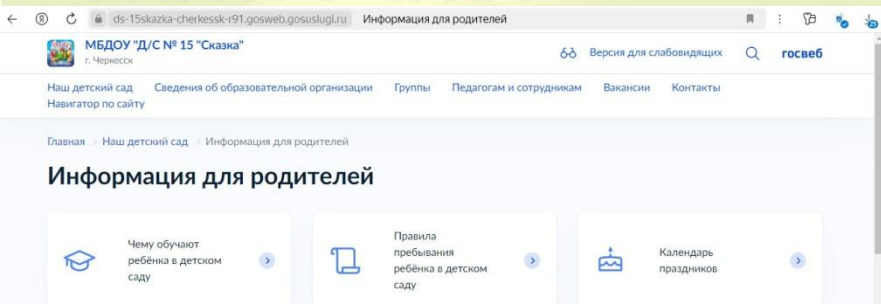 ds-15skazka-cherkessk-r91.gosweb.gosuslugi.ru Информация для родителей
МБДОУ "Д/С № 15 "Сказка"
г. Черкесск
Версия для слабовидящих
госвеб
Наш детский сад Сведения об образовательной организации Группы Педагогам и сотрудникам Вакансии Контакты
Навигатор по сайту
Главная > Наш детский сад > Информация для родителей
Информация для родителей
Чему обучают
ребёнка в детском
саду
Правила
пребывания
ребёнка в детском
саду
Календарь
праздников